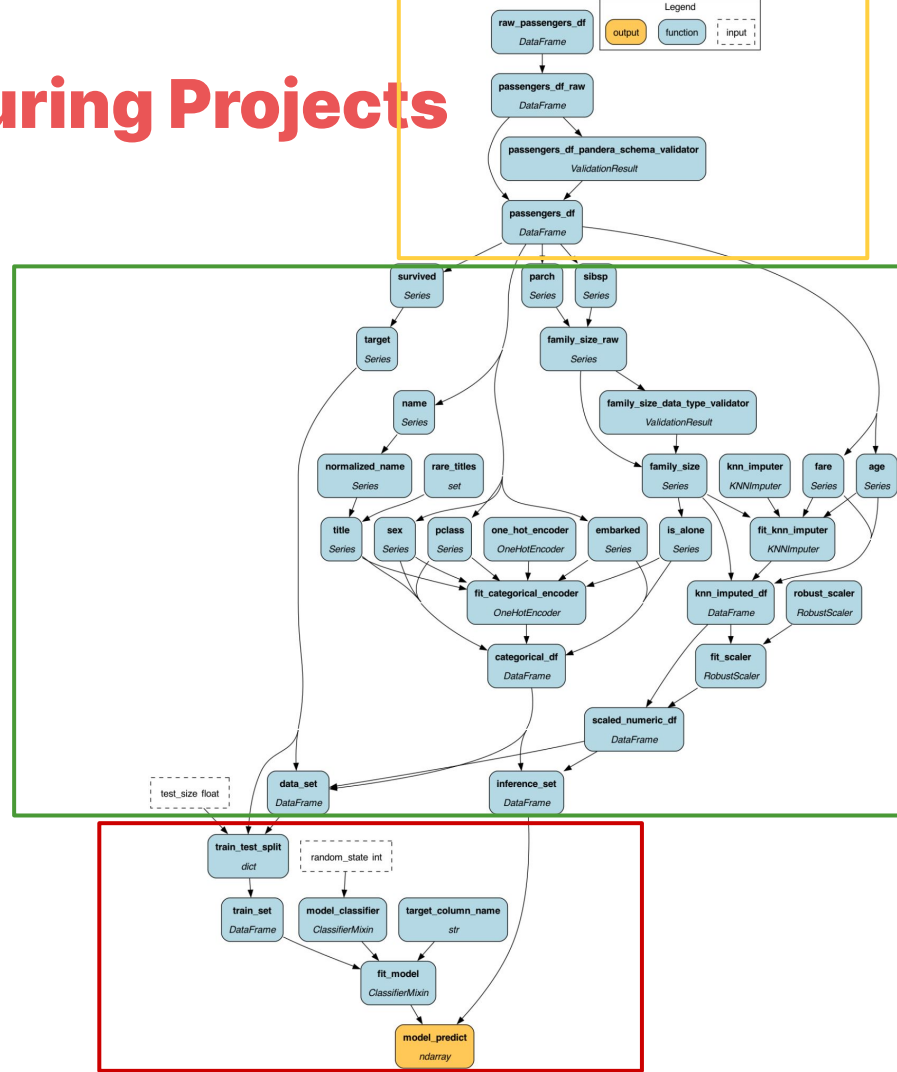 uring Projects
Legend
output
function
input
raw_passengers_df
DataFrame
passengers_df_raw
DataFrame
passengers_df_pandera_schema_validator
ValidationResult
passengers_df
DataFrame
survived
Series
parch
Series
sibsp
Series
target
Series
family_size_raw
Series
name
Series
family_size_data_type_validator
ValidationResult
normalized_name
Series
rare_titles
set
family_size
Series
knn_imputer
KNNImputer
fare
Series
age
Series
title
Series
sex
Series
pclass
Series
one_hot_encoder
OneHotEncoder
embarked
Series
is_alone
Series
fit_knn_imputer
KNNImputer
fit_categorical_encoder
OneHotEncoder
knn_imputed_df
DataFrame
robust_scaler
RobustScaler
categorical_df
DataFrame
fit_scaler
RobustScaler
scaled_numeric_df
DataFrame
test_size float
data_set
DataFrame
inference_set
DataFrame
train_test_split
dict
random_state int
train_set
DataFrame
model_classifier
ClassifierMixin
target_column_name
str
fit_model
ClassifierMixin
model_predict
ndarray